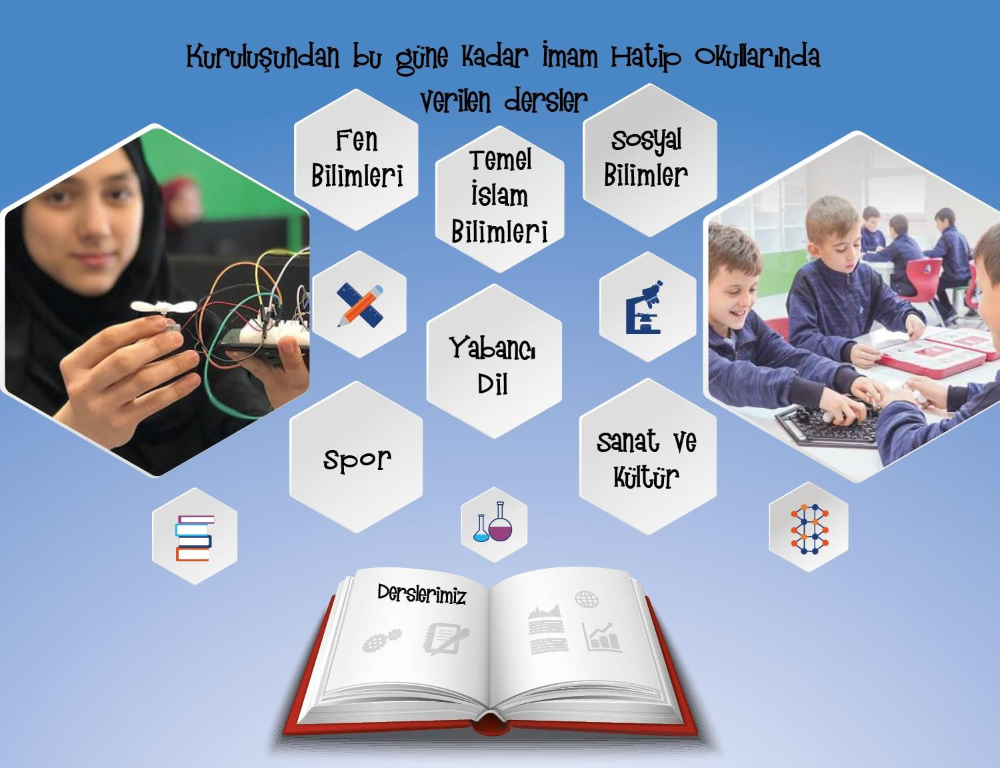 Kuruluşundan bu güne kadar İmam Hatip Okullarında
verilen dersler
Fen
Bilimleri
Temel
İslam
Bilimleri
Sosyal
Bilimler
Yabancı
Dil
Spor
Sanat ve
Kültür
Derslerimiz